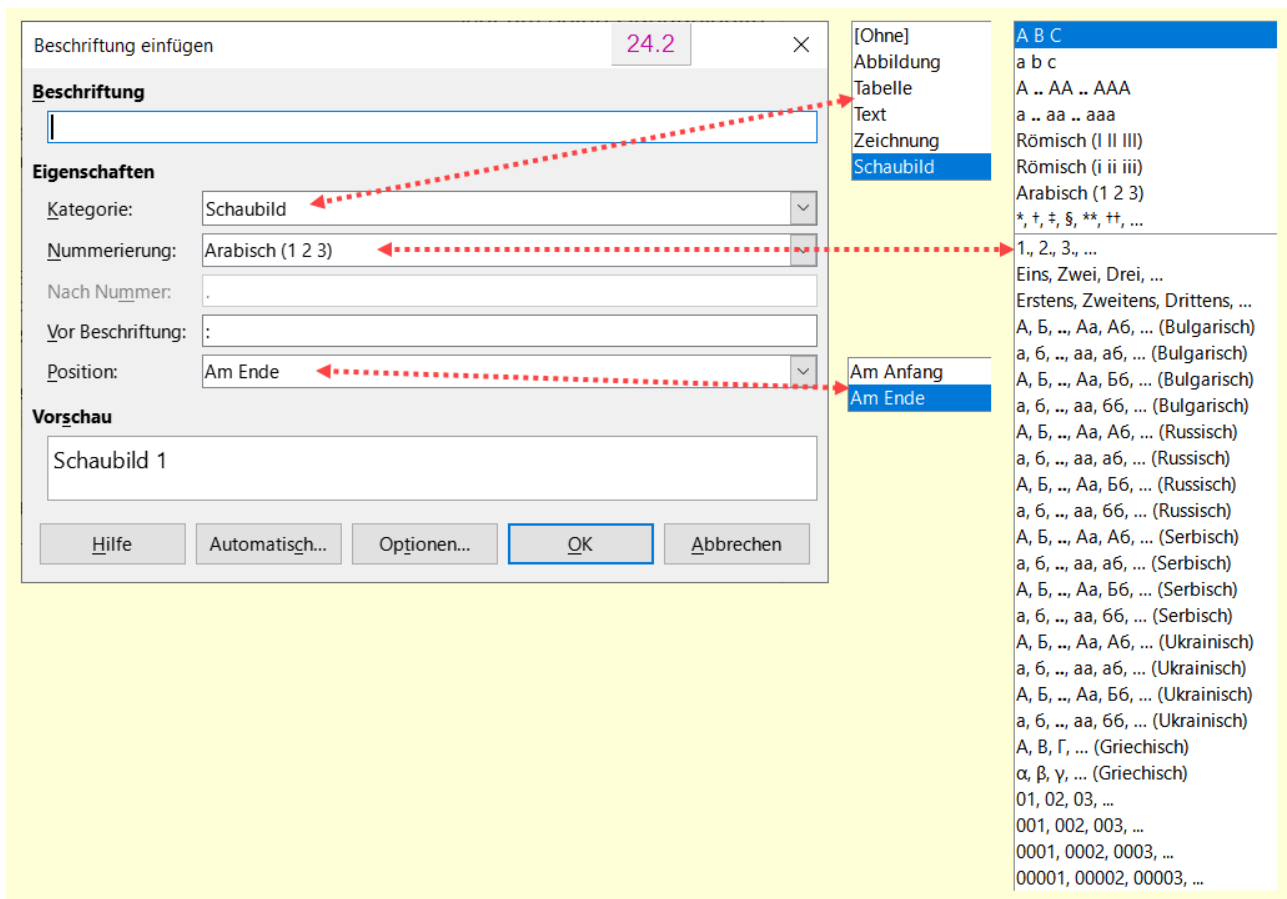 Beschriftung einfügen
24.2
Beschriftung
Eigenschaften
Kategorie: Schaubild
Nummerierung: Arabisch (1 2 3)
Nach Nummer: .
Vor Beschriftung: :
Position: Am Ende
Vorschau
Schaubild 1
Hilfe Automatisch... Optionen... OK Abbrechen
[Ohne]
Abbildung
Tabelle
Text
Zeichnung
Schaubild
Am Anfang
Am Ende
A B C
a b c
A .. AA .. AAA
a .. aa .. aaa
Römisch (I II III)
Römisch (i ii iii)
Arabisch (1 2 3)
*, †, ‡, §, **, ††, ...
1., 2., 3., ...
Eins, Zwei, Drei, ...
Erstens, Zweitens, Drittens, ...
А, Б, .., Аа, Аб, ... (Bulgarisch)
а, б, .., аа, аб, ... (Bulgarisch)
А, Б, .., Аа, Бб, ... (Bulgarisch)
а, б, .., аа, бб, ... (Bulgarisch)
А, Б, .., Аа, Аб, ... (Russisch)
а, б, .., аа, аб, ... (Russisch)
А, Б, .., Аа, Бб, ... (Russisch)
а, б, .., аа, бб, ... (Russisch)
А, Б, .., Аа, Аб, ... (Serbisch)
а, б, .., аа, аб, ... (Serbisch)
А, Б, .., Аа, Бб, ... (Serbisch)
а, б, .., аа, бб, ... (Serbisch)
А, Б, .., Аа, Аб, ... (Ukrainisch)
а, б, .., аа, аб, ... (Ukrainisch)
А, Б, .., Аа, Бб, ... (Ukrainisch)
а, б, .., аа, бб, ... (Ukrainisch)
Α, Β, Γ, ... (Griechisch)
α, β, γ, ... (Griechisch)
01, 02, 03, ...
001, 002, 003, ...
0001, 0002, 0003, ...
00001, 00002, 00003, ...